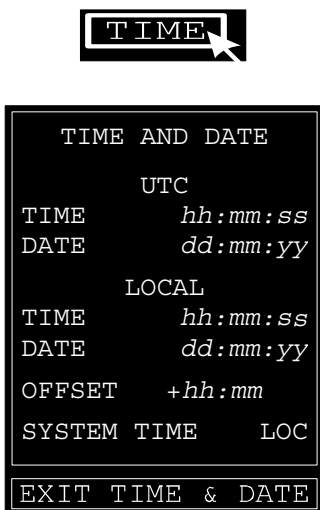 TIME
TIME AND DATE
UTC
TIME hh:mm:ss
DATE dd:mm:yy
LOCAL
TIME hh:mm:ss
DATE dd:mm:yy
OFFSET +hh:mm
SYSTEM TIME LOC
EXIT TIME & DATE